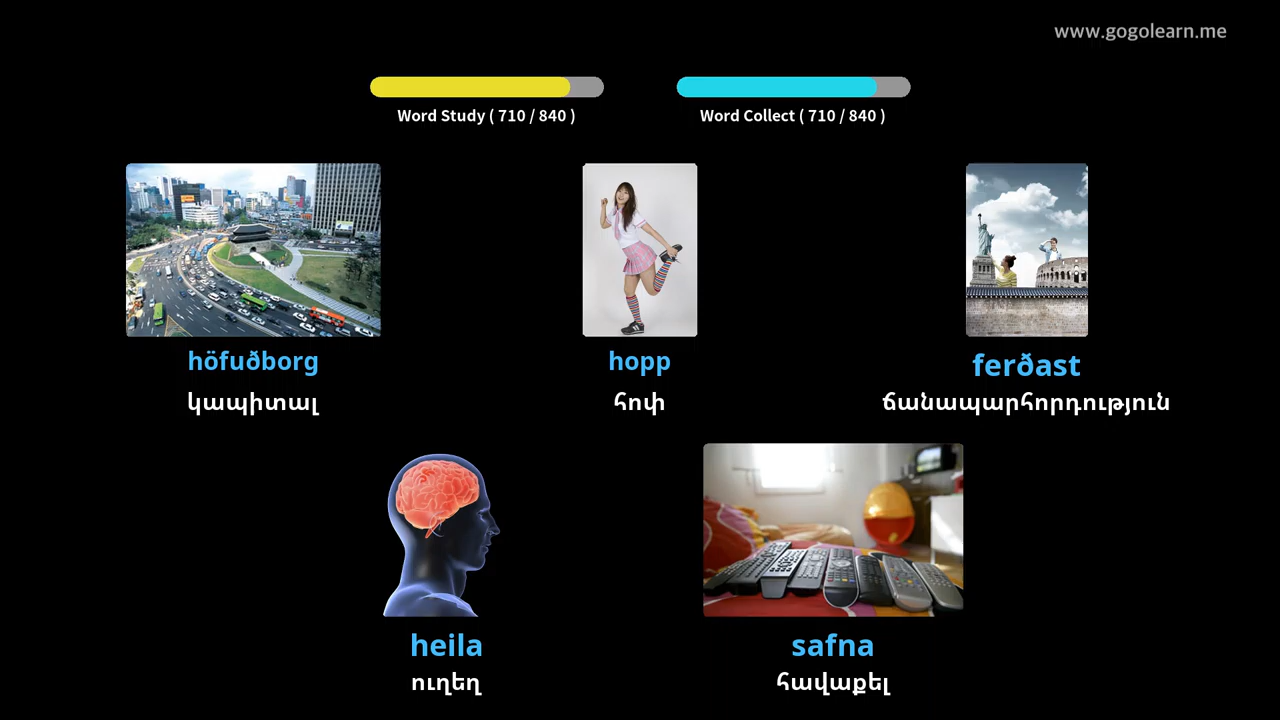 www.gogolearn.me
Word Study ( 710 / 840 )
Word Collect ( 710 / 840 )
höfuðborg
hopp
ferðast
կապիտալ
հոփ
ճանապարհորդություն
heila
safna
ուղեղ
հավաքել